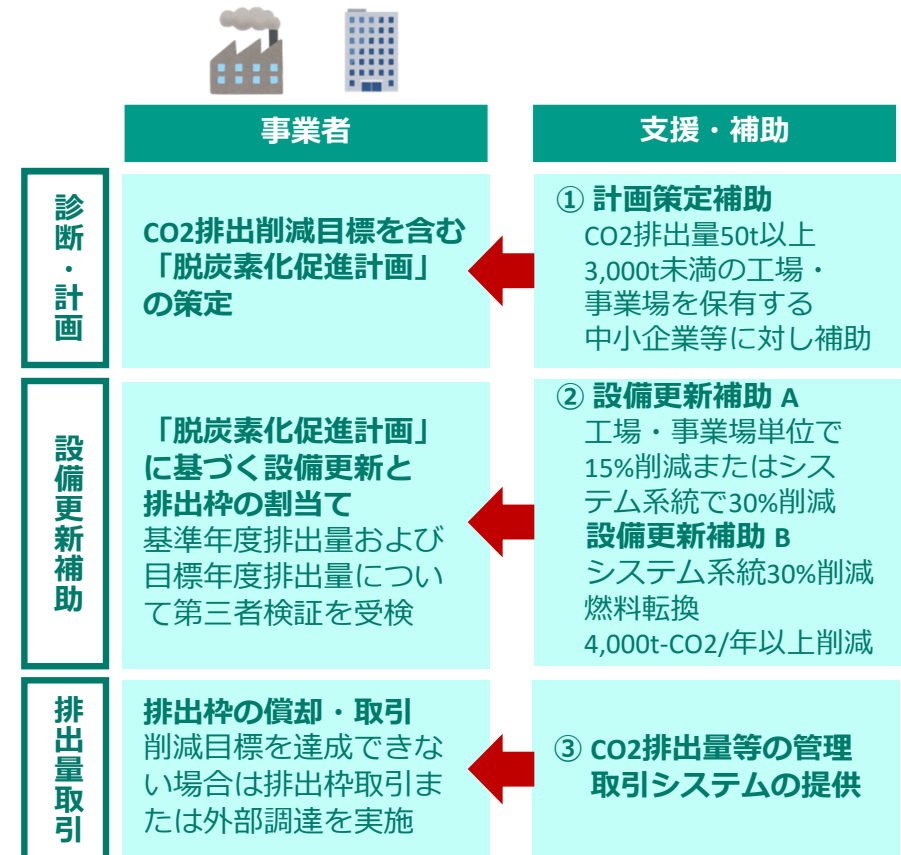 事業者
支援・補助
診断・計画
CO2排出削減目標を含む
「脱炭素化促進計画」
の策定
① 計画策定補助
CO2排出量50t以上
3,000t未満の工場・
事業場を保有する
中小企業等に対し補助
設備更新補助
「脱炭素化促進計画」
に基づく設備更新と
排出枠の割当て
基準年度排出量および
目標年度排出量につい
て第三者検証を受検
② 設備更新補助 A
工場・事業場単位で
15%削減またはシス
テム系統で30%削減
設備更新補助 B
システム系統30%削減
燃料転換
4,000t-CO2/年以上削減
排出量取引
排出枠の償却・取引
削減目標を達成できな
い場合は排出枠取引ま
たは外部調達を実施
③ CO2排出量等の管理
取引システムの提供